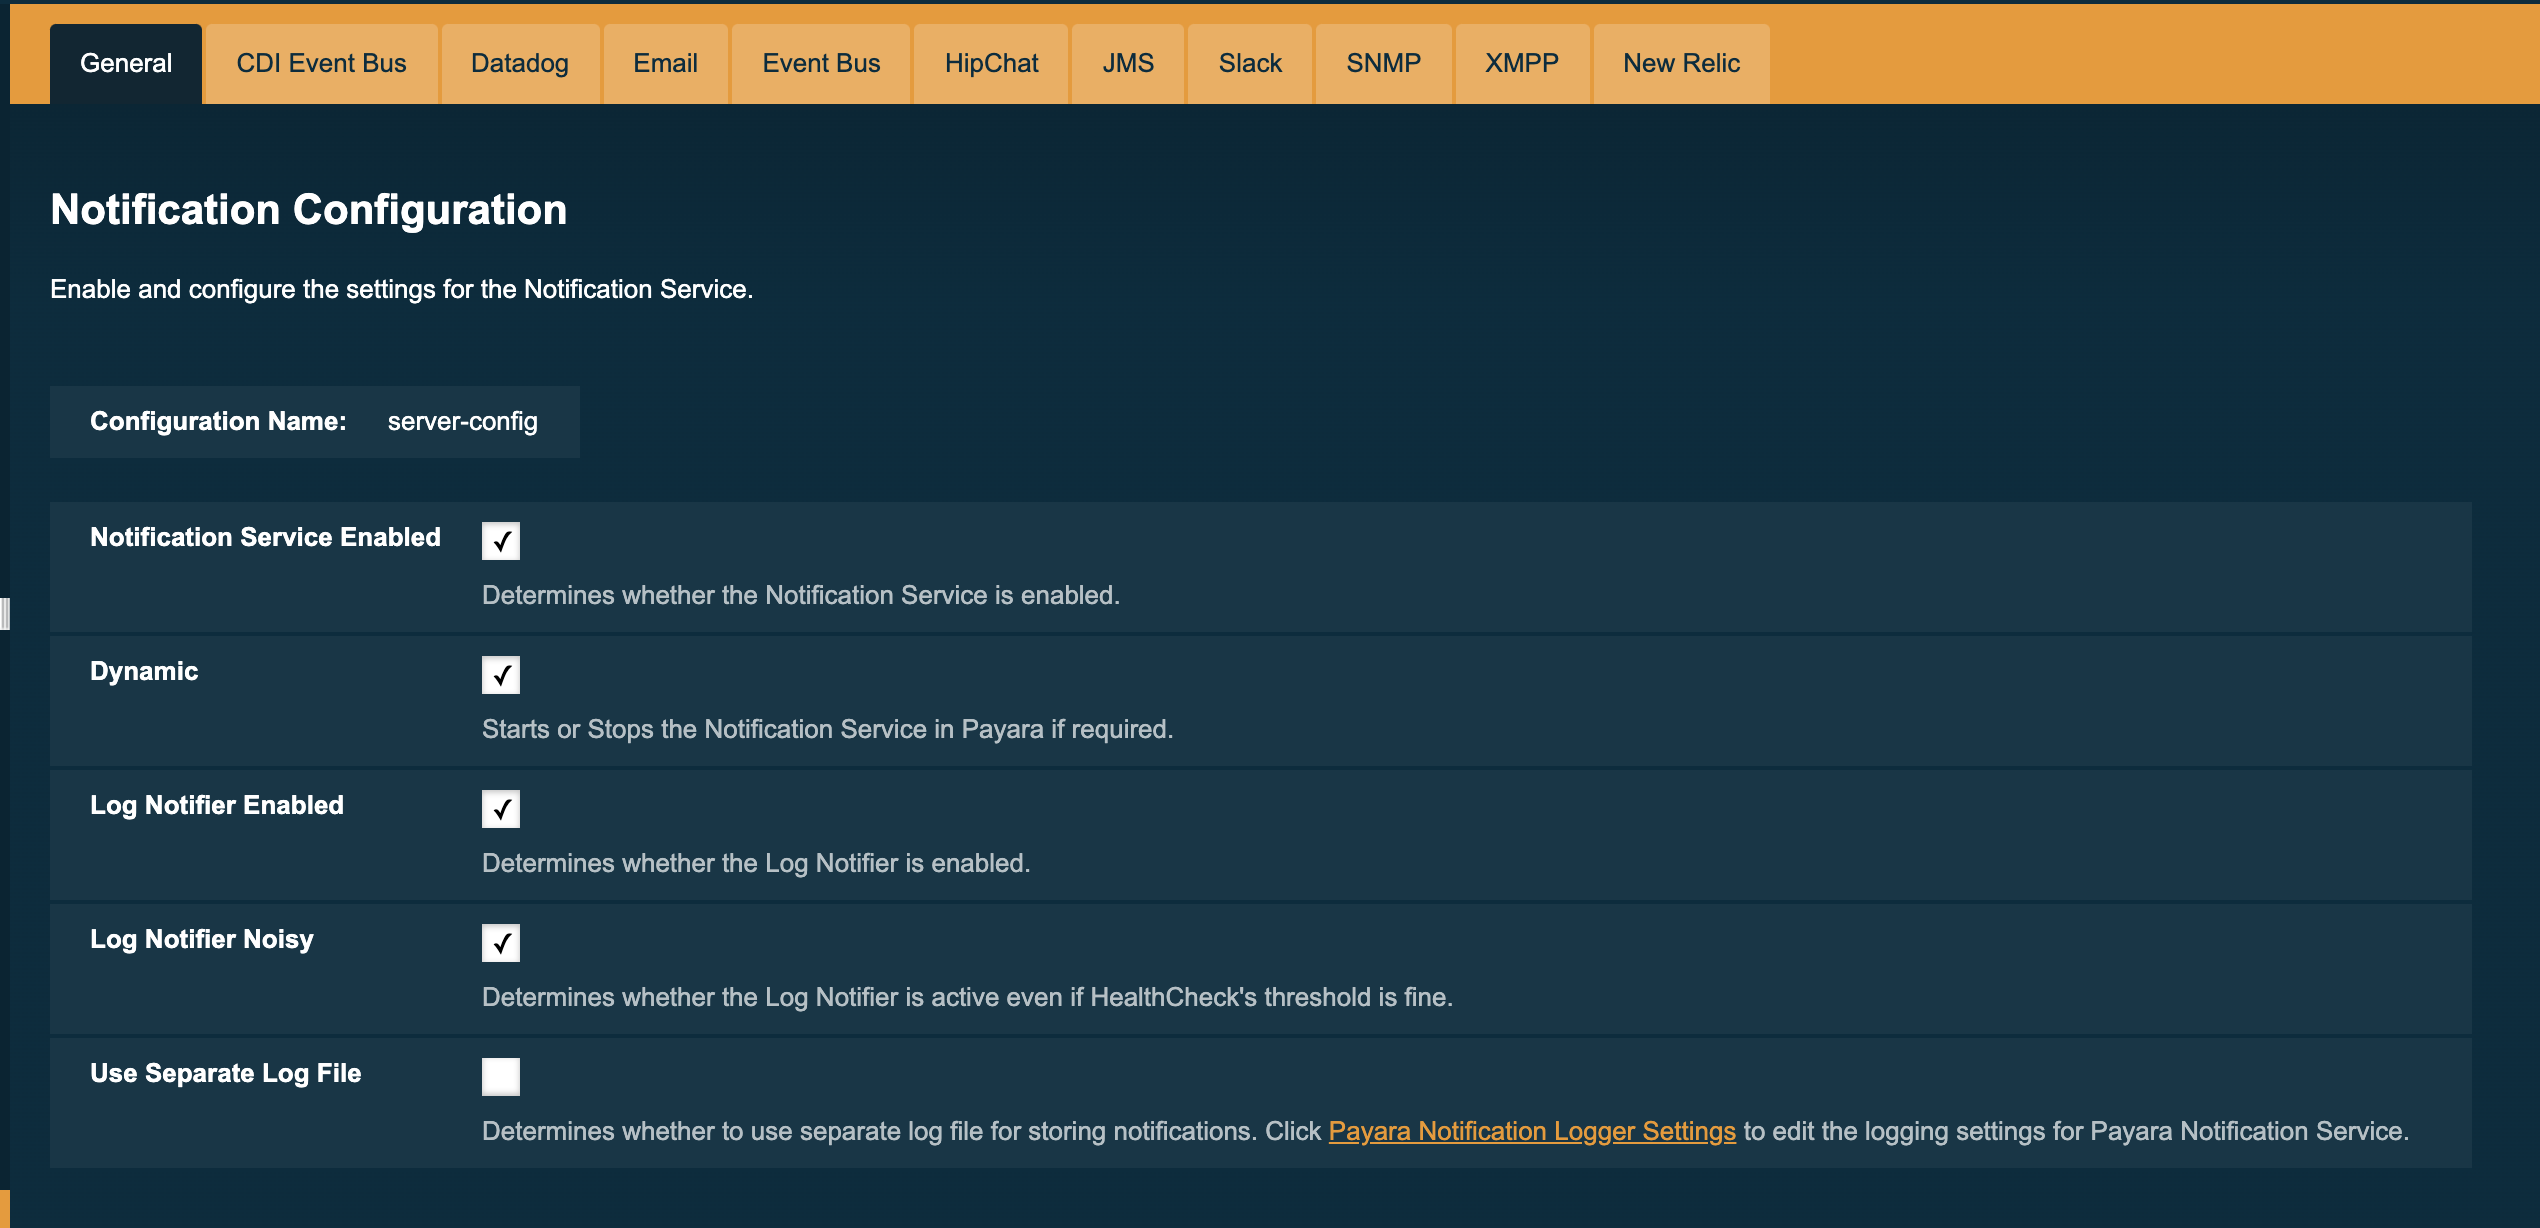 General CDI Event Bus Datadog Email Event Bus HipChat JMS Slack SNMP XMPP New Relic
Notification Configuration
Enable and configure the settings for the Notification Service.
Configuration Name: server-config
Notification Service Enabled
Determines whether the Notification Service is enabled.
Dynamic
Starts or Stops the Notification Service in Payara if required.
Log Notifier Enabled
Determines whether the Log Notifier is enabled.
Log Notifier Noisy
Determines whether the Log Notifier is active even if HealthCheck's threshold is fine.
Use Separate Log File
Determines whether to use separate log file for storing notifications. Click Payara Notification Logger Settings to edit the logging settings for Payara Notification Service.